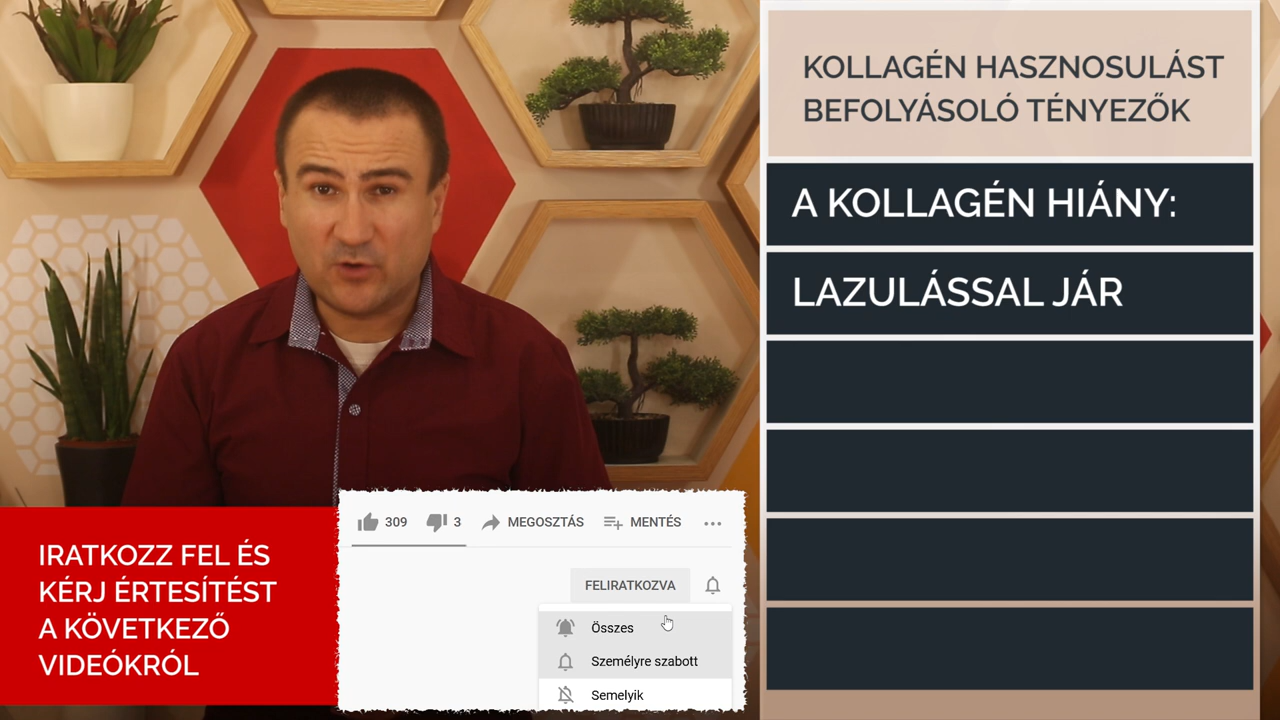 KOLLAGÉN HASZNOSULÁST
BEFOLYÁSOLÓ TÉNYEZŐK
A KOLLAGÉN HIÁNY:
LAZULÁSSAL JÁR
IRATKOZZ FEL ÉS
KÉRJ ÉRTESÍTÉST
A KÖVETKEZŐ
VIDEÓKRÓL
309 3 MEGOSZTÁS MENTÉS
FELIRATKOZVA
Összes
Személyre szabott
Semelyik